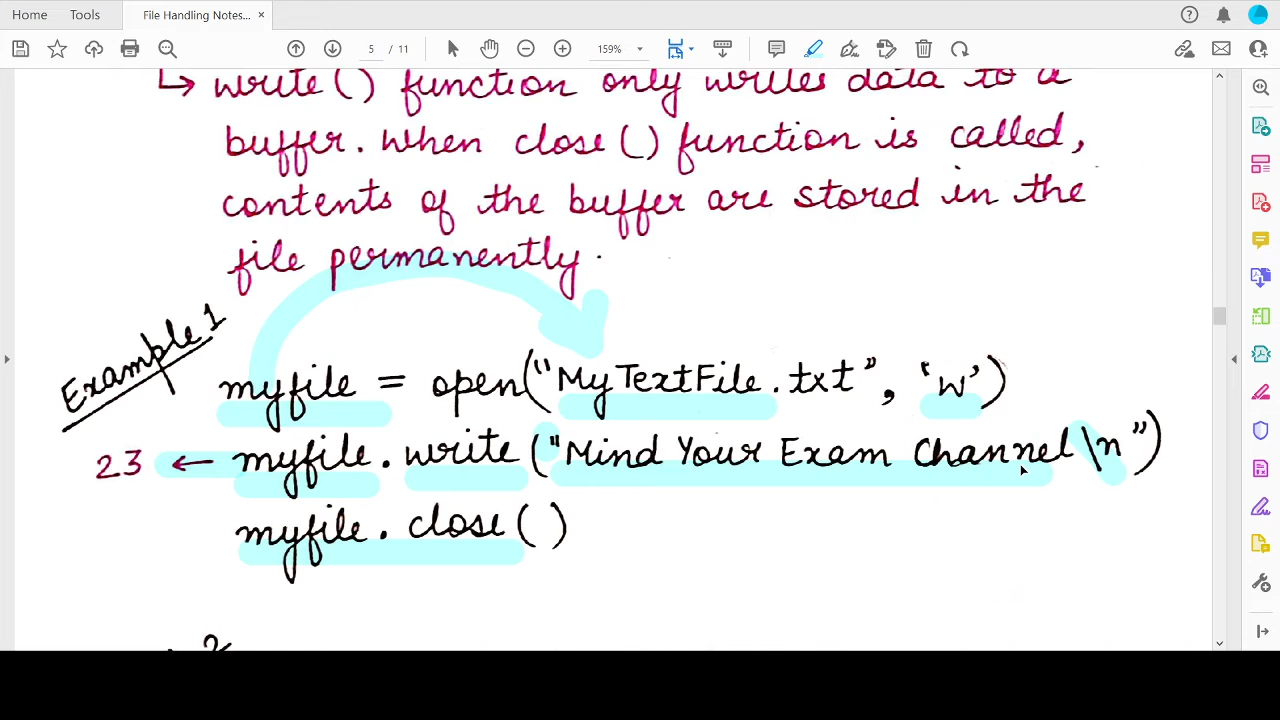 Home Tools File Handling Notes... ×
5 / 11 159%
↳ write() function only writes data to a
buffer. When close() function is called,
contents of the buffer are stored in the
file permanently.
Example 1
myfile = open("MyTextFile.txt", 'w')
23 ← myfile.write("Mind Your Exam Channel\n")
myfile.close()
2